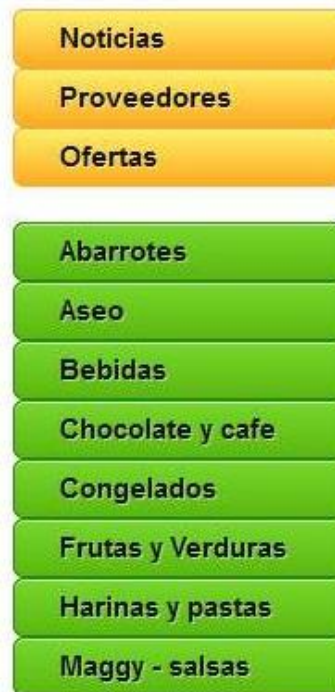 Noticias
Proveedores
Ofertas
Abarrotes
Aseo
Bebidas
Chocolate y cafe
Congelados
Frutas y Verduras
Harinas y pastas
Maggy - salsas